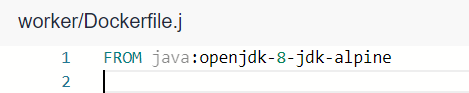 worker/Dockerfile.j
1 FROM java:openjdk-8-jdk-alpine
2